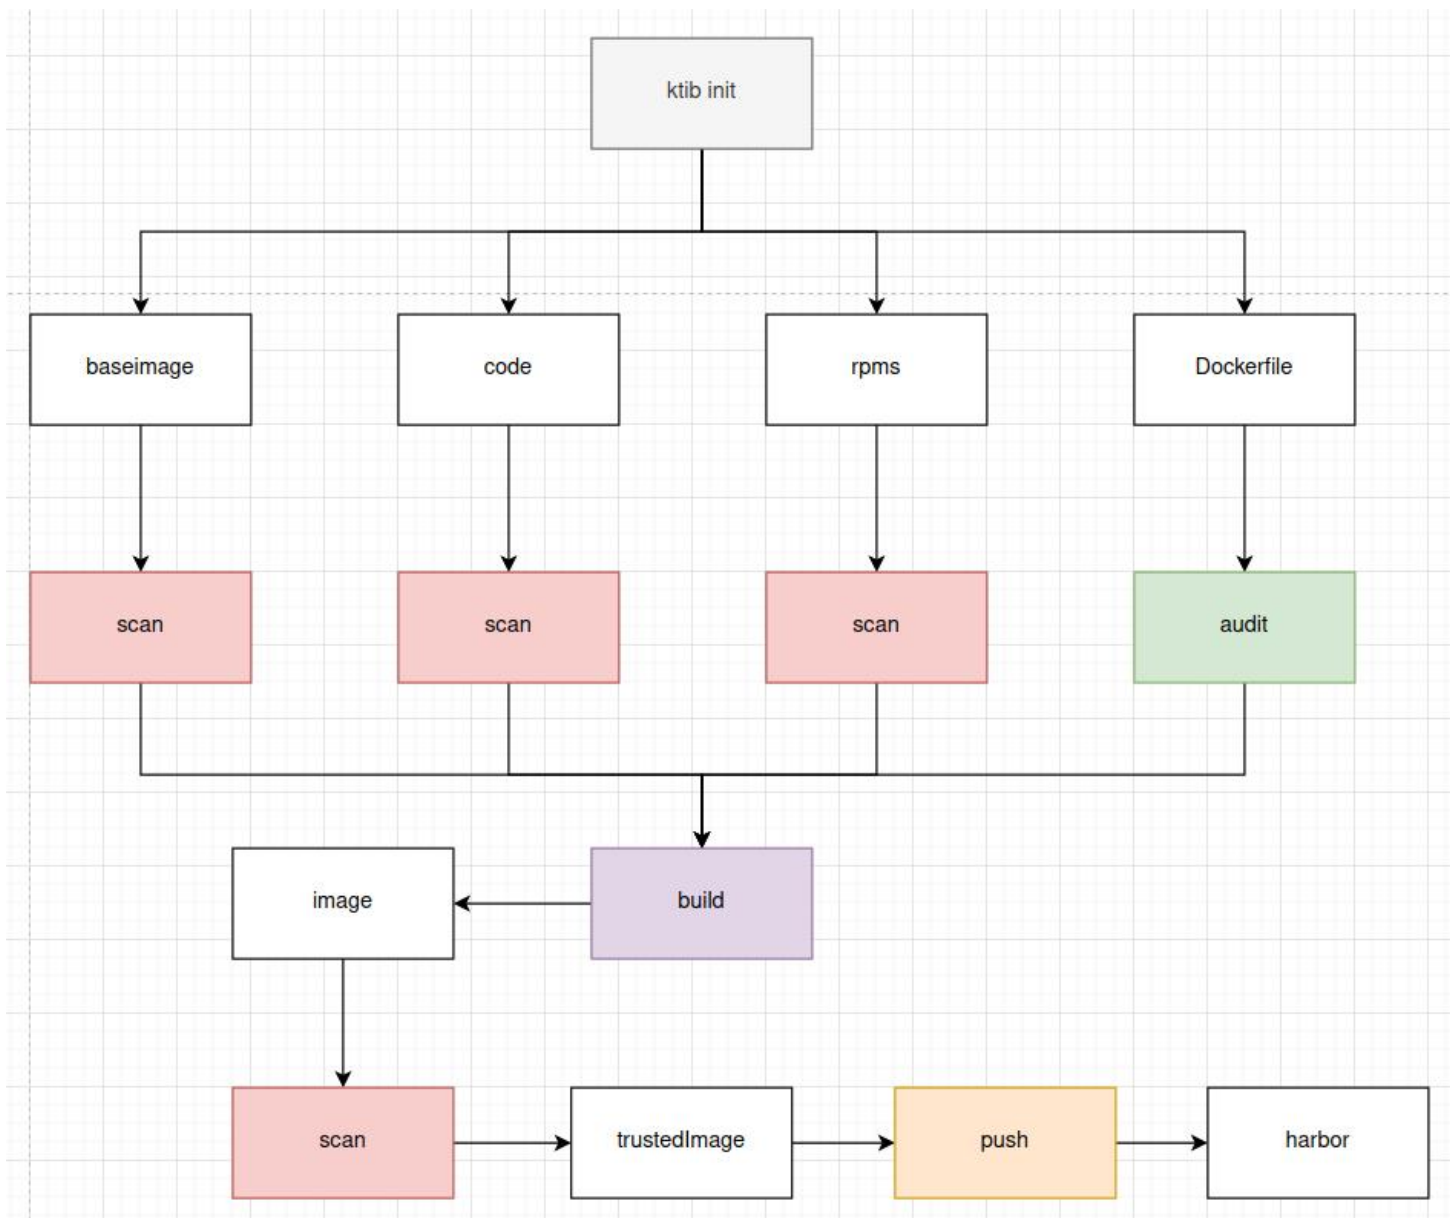 ktib init
baseimage
code
rpms
Dockerfile
scan
scan
scan
audit
image
build
scan
trustedImage
push
harbor